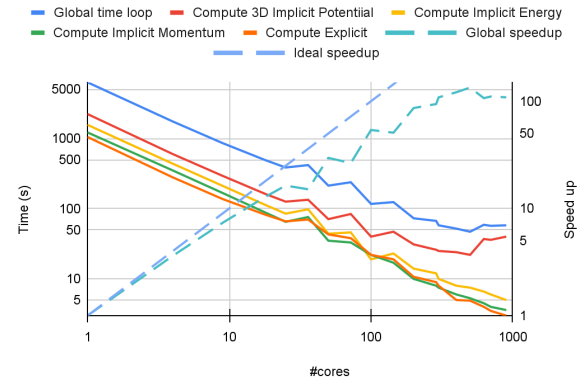 Global time loop Compute 3D Implicit Potentiial Compute Implicit Energy
Compute Implicit Momentum Compute Explicit Global speedup
Ideal speedup
5000
1000
500
100
50
10
5
Time (s)
100
50
10
5
1
Speed up
1 10 100 1000
#cores